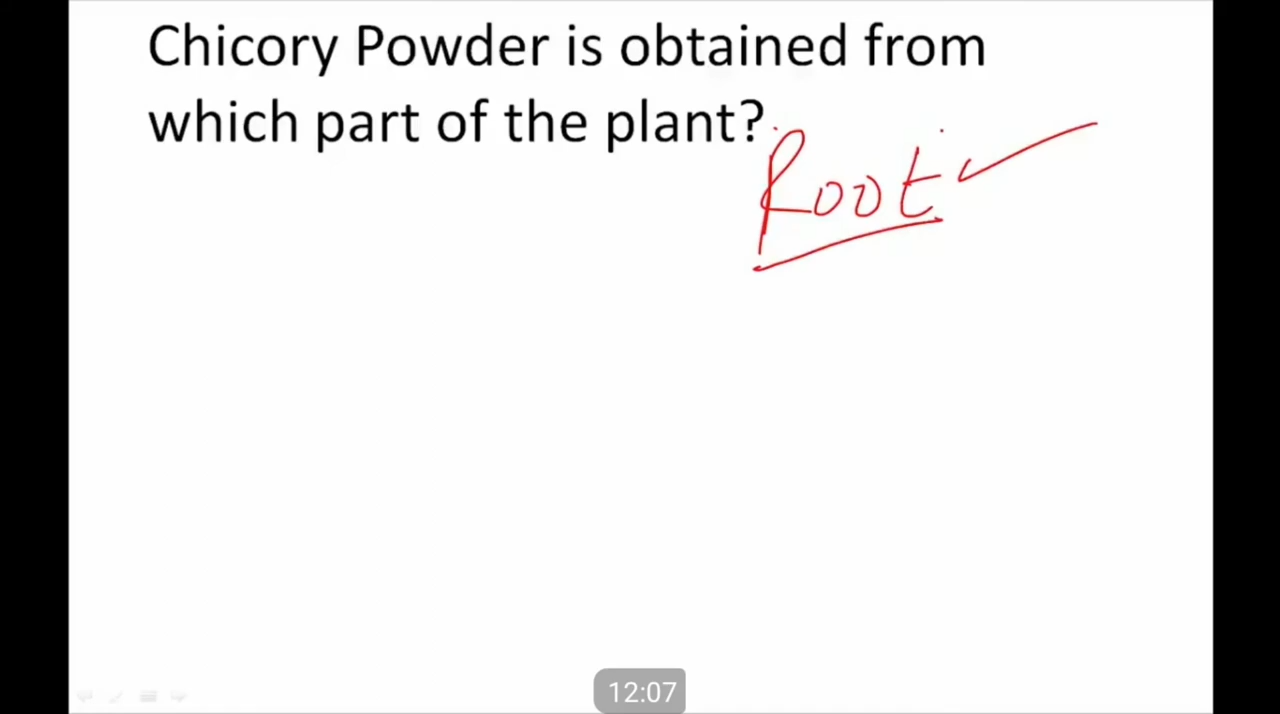 Chicory Powder is obtained from
which part of the plant?
Root
12:07